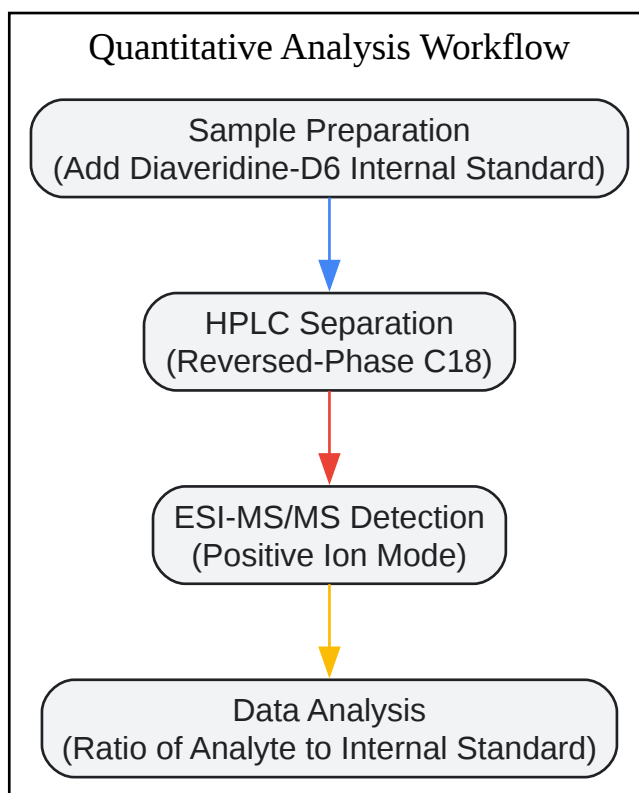 Quantitative Analysis Workflow
Sample Preparation
(Add Diaveridine-D6 Internal Standard)
HPLC Separation
(Reversed-Phase C18)
ESI-MS/MS Detection
(Positive Ion Mode)
Data Analysis
(Ratio of Analyte to Internal Standard)